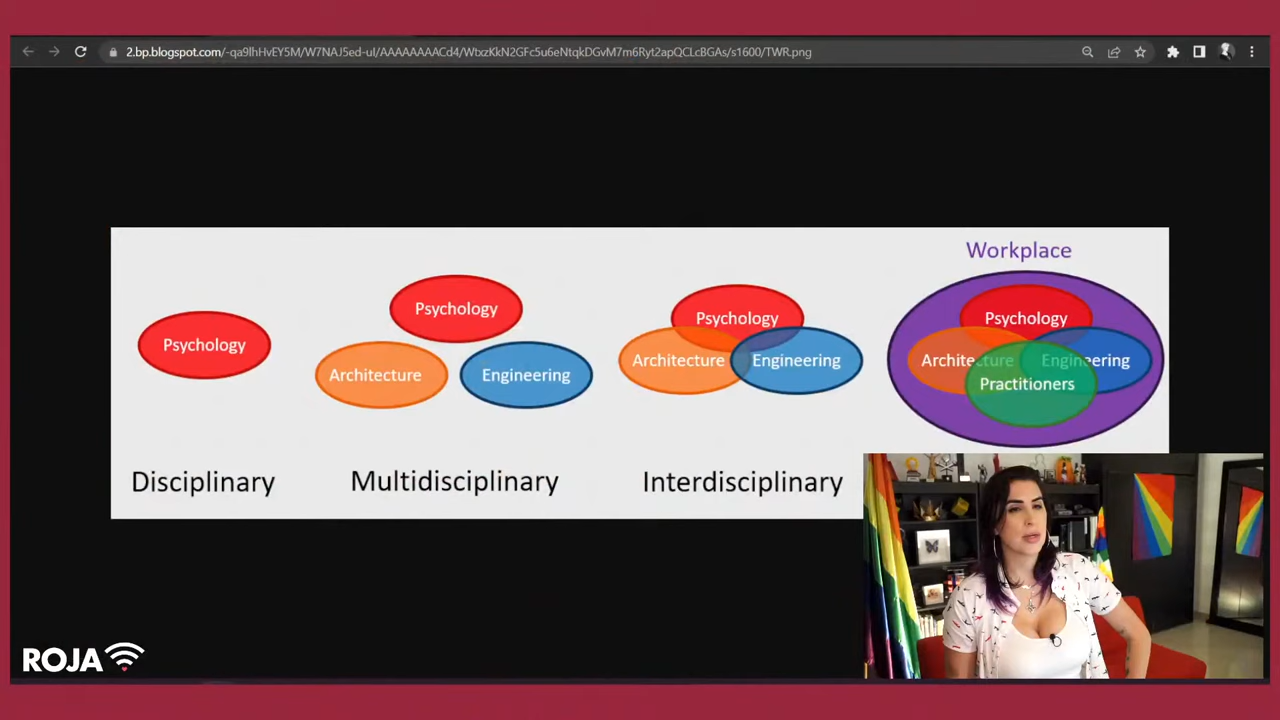 2.bp.blogspot.com/-qa9lhHvEY5M/W7NAJ5ed-uI/AAAAAAAACd4/WtxzKkN2GFc5u6eNtqkDGvM7m6Ryt2apQCLcBGAs/s1600/TWR.png
Workplace
Psychology
Psychology
Psychology
Psychology
Architecture
Engineering
Architecture
Engineering
Architecture
Engineering
Practitioners
Disciplinary
Multidisciplinary
Interdisciplinary
ROJA